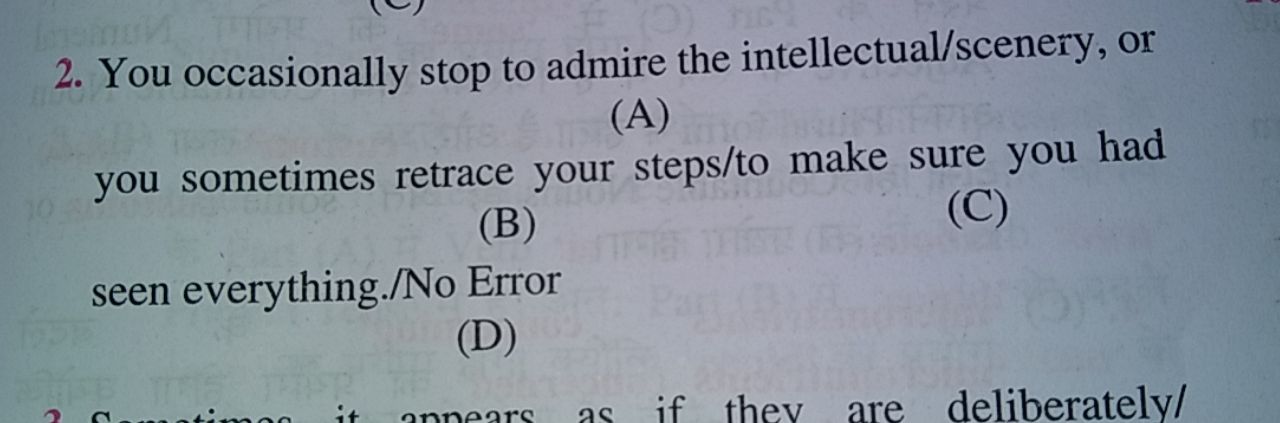 (C)
2. You occasionally stop to admire the intellectual/scenery, or
(A)
you sometimes retrace your steps/to make sure you had
(B) (C)
seen everything./No Error
(D)
3. Sometimes it appears as if they are deliberately/